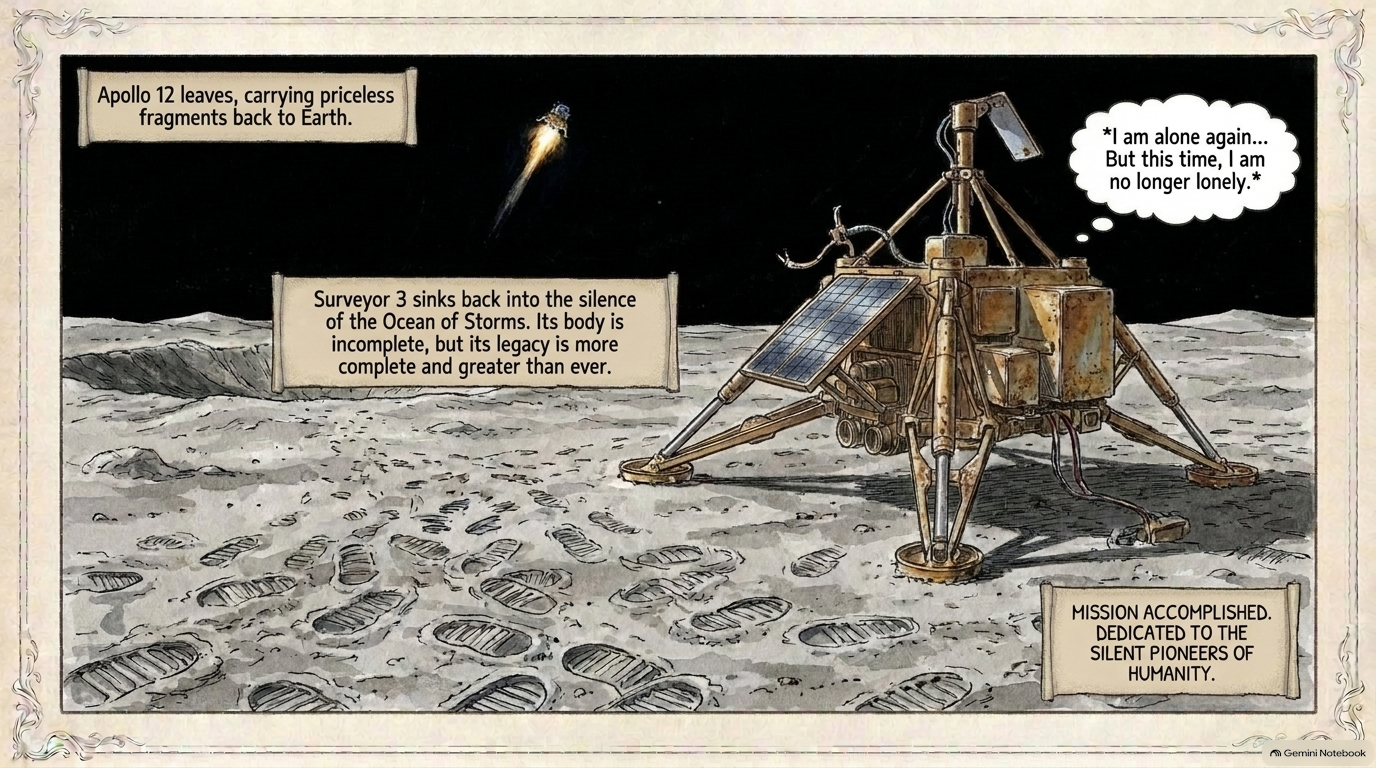 Apollo 12 leaves, carrying priceless
fragments back to Earth.
*I am alone again...
But this time, I am
no longer lonely.*
Surveyor 3 sinks back into the silence
of the Ocean of Storms. Its body is
incomplete, but its legacy is more
complete and greater than ever.
MISSION ACCOMPLISHED.
DEDICATED TO THE
SILENT PIONEERS OF
HUMANITY.
Gemini Notebook